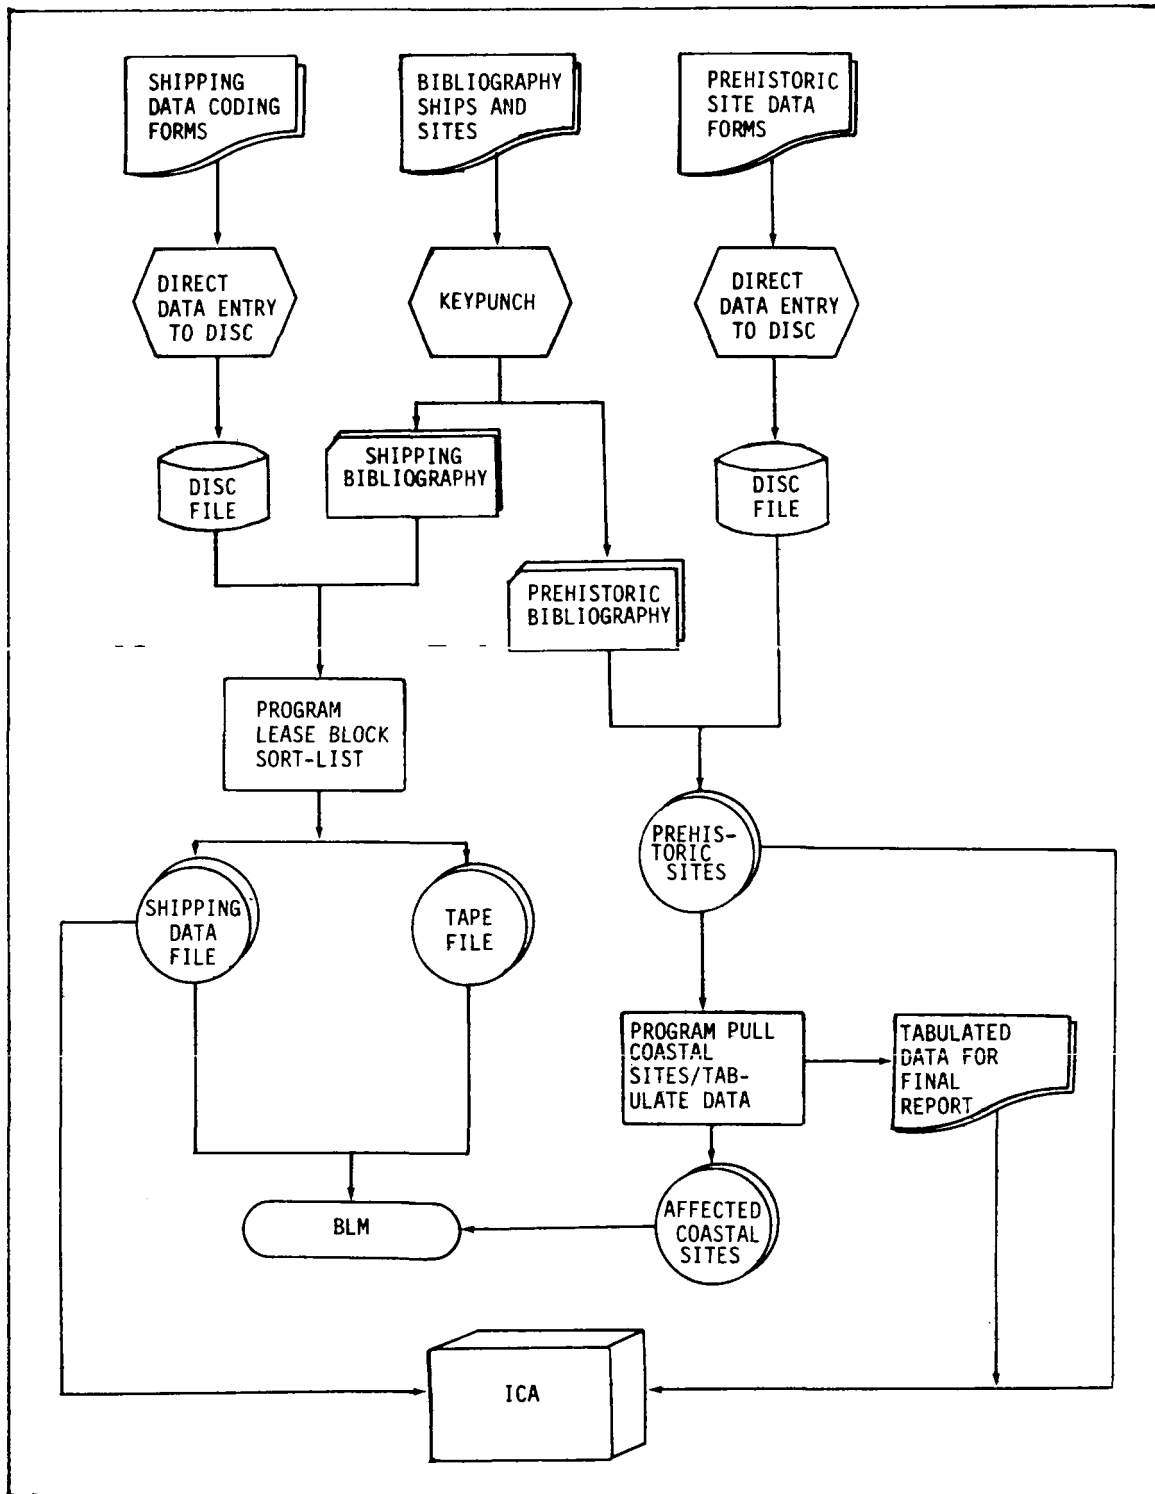 SHIPPING
DATA CODING
FORMS
BIBLIOGRAPHY
SHIPS AND
SITES
PREHISTORIC
SITE DATA
FORMS
DIRECT
DATA ENTRY
TO DISC
KEYPUNCH
DIRECT
DATA ENTRY
TO DISC
DISC
FILE
SHIPPING
BIBLIOGRAPHY
DISC
FILE
PREHISTORIC
BIBLIOGRAPHY
PROGRAM
LEASE BLOCK
SORT-LIST
PREHIS-
TORIC
SITES
SHIPPING
DATA
FILE
TAPE
FILE
PROGRAM PULL
COASTAL
SITES/TAB-
ULATE DATA
TABULATED
DATA FOR
FINAL
REPORT
BLM
AFFECTED
COASTAL
SITES
ICA